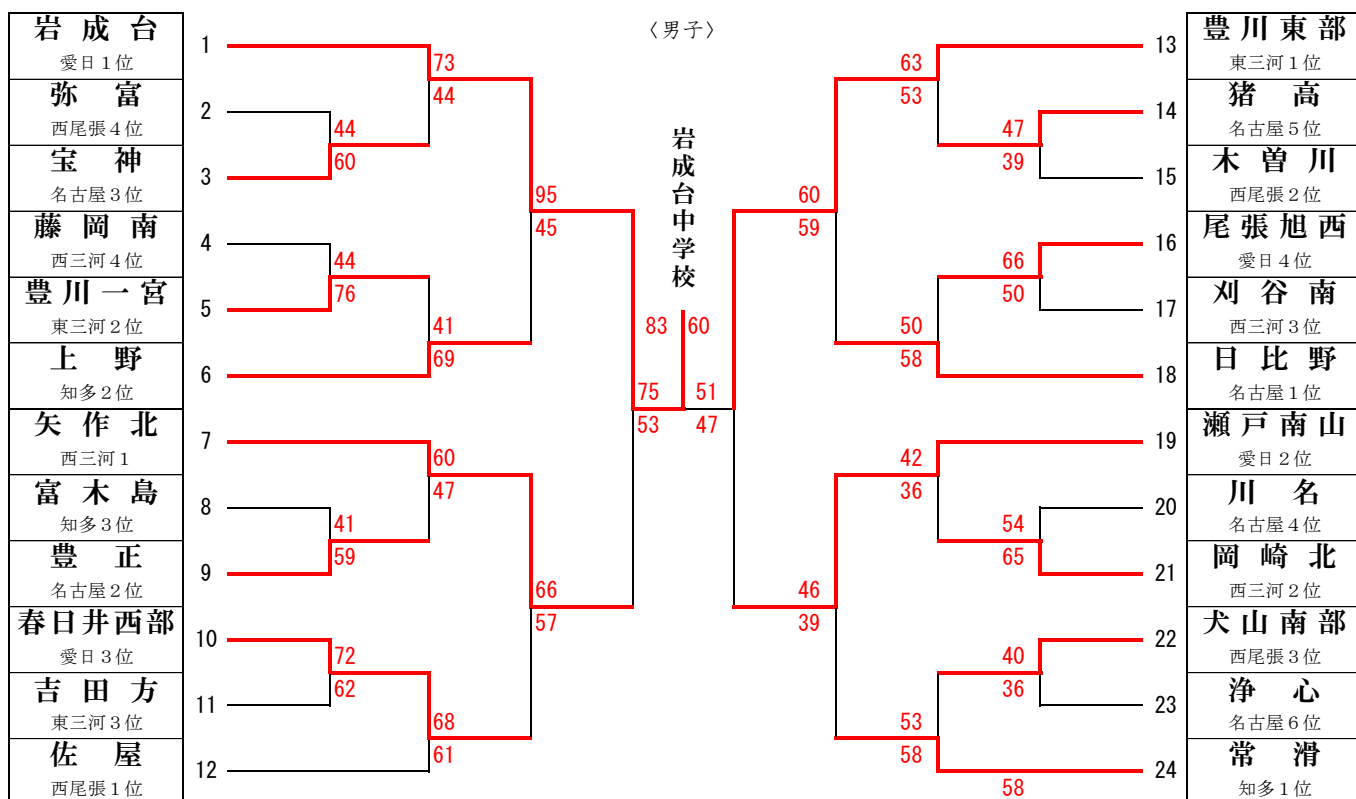 〈男子〉
岩成台
愛日1位
1
弥富
西尾張4位
2
宝神
名古屋3位
3
藤岡南
西三河4位
4
豊川一宮
東三河2位
5
上野
知多2位
6
矢作北
西三河1
7
富木島
知多3位
8
豊正
名古屋2位
9
春日井西部
愛日3位
10
吉田方
東三河3位
11
佐屋
西尾張1位
12
73
44
44
60
95
45
44
76
41
69
60
47
41
59
66
57
72
62
68
61
岩成台中学校
83
60
75
53
51
47
63
53
47
39
60
59
66
50
50
58
42
36
54
65
46
39
40
36
53
58
58
13
豊川東部
東三河1位
14
猪高
名古屋5位
15
木曽川
西尾張2位
16
尾張旭西
愛日4位
17
刈谷南
西三河3位
18
日比野
名古屋1位
19
瀬戸南山
愛日2位
20
川名
名古屋4位
21
岡崎北
西三河2位
22
犬山南部
西尾張3位
23
浄心
名古屋6位
24
常滑
知多1位